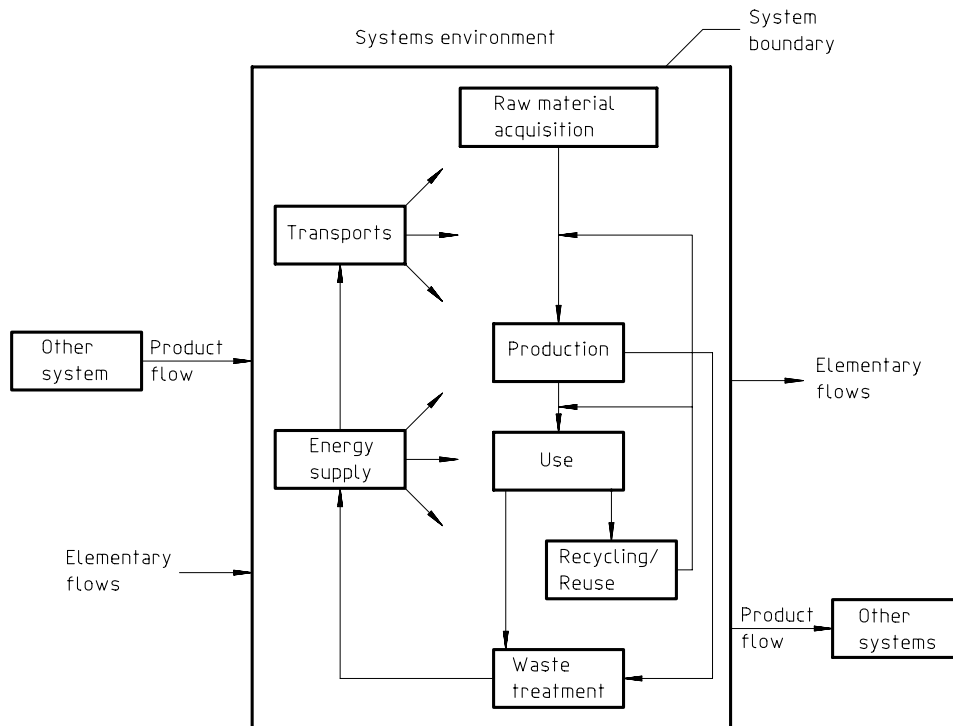 Systems environment
System
boundary
Raw material
acquisition
Transports
Other
system
Product
flow
Production
Elementary
flows
Energy
supply
Use
Elementary
flows
Recycling/
Reuse
Product
flow
Other
systems
Waste
treatment